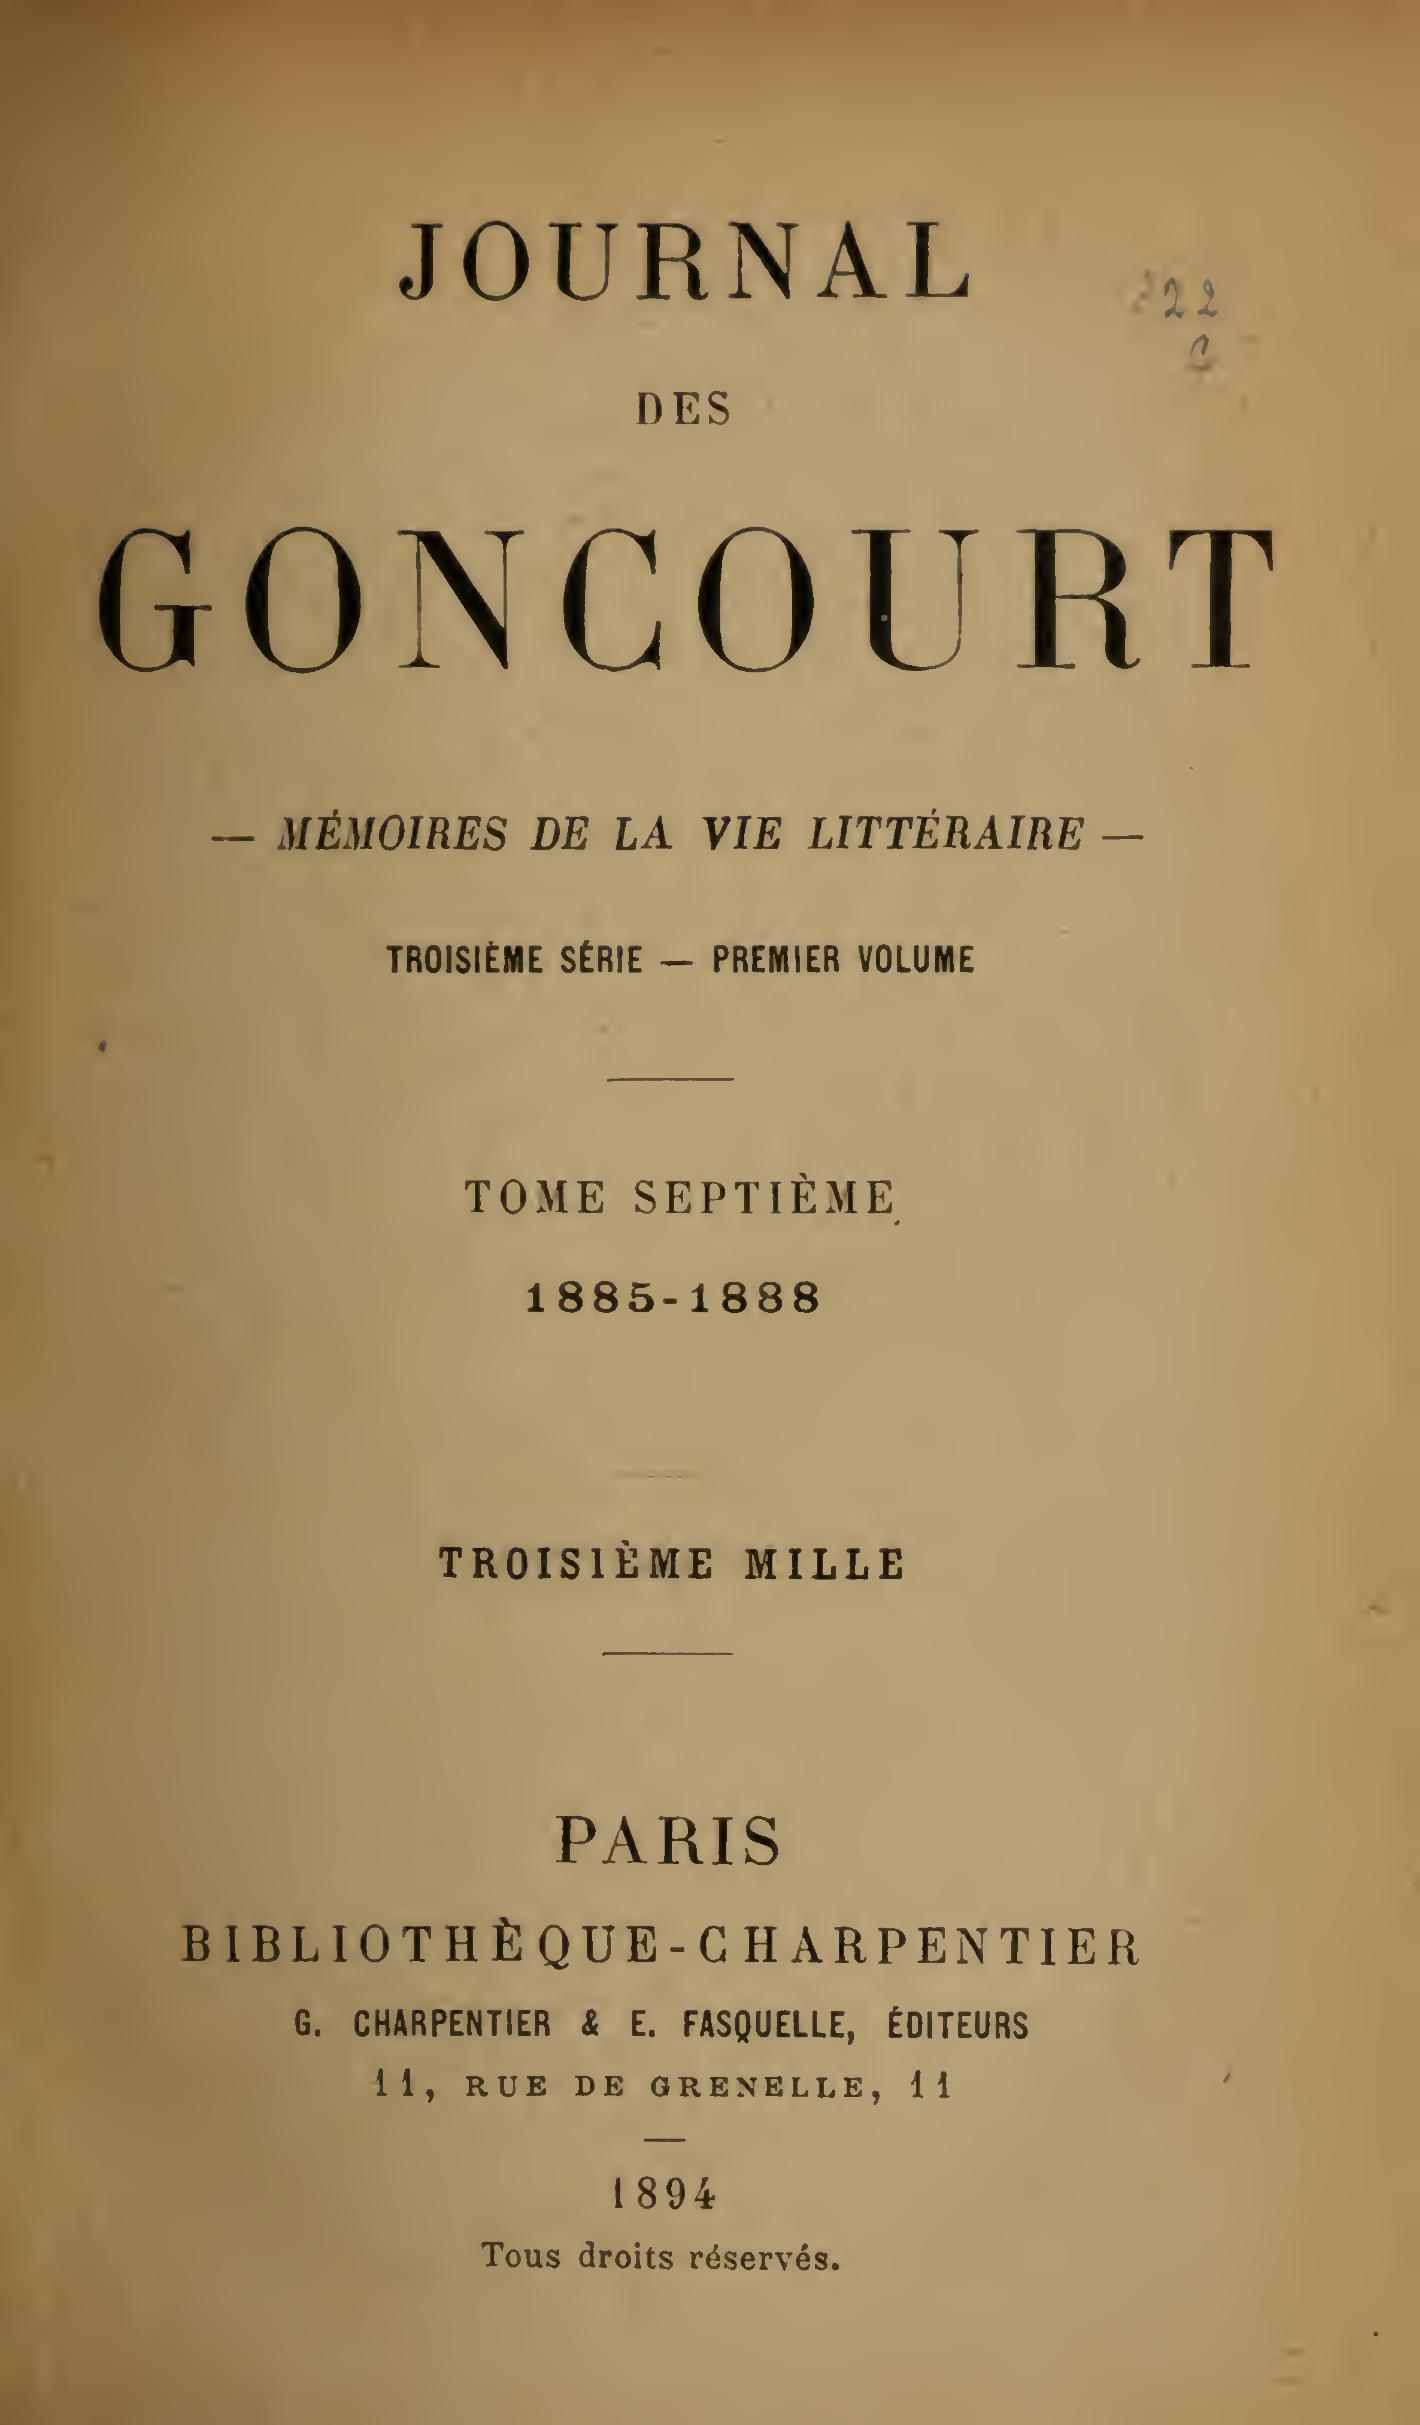 JOURNAL
22
DES
GONCOURT
— MÉMOIRES DE LA VIE LITTÉRAIRE —
TROISIÈME SÉRIE — PREMIER VOLUME
TOME SEPTIÈME
1885-1888
TROISIÈME MILLE
PARIS
BIBLIOTHÈQUE-CHARPENTIER
G. CHARPENTIER & E. FASQUELLE, ÉDITEURS
11, RUE DE GRENELLE, 11
1894
Tous droits réservés.